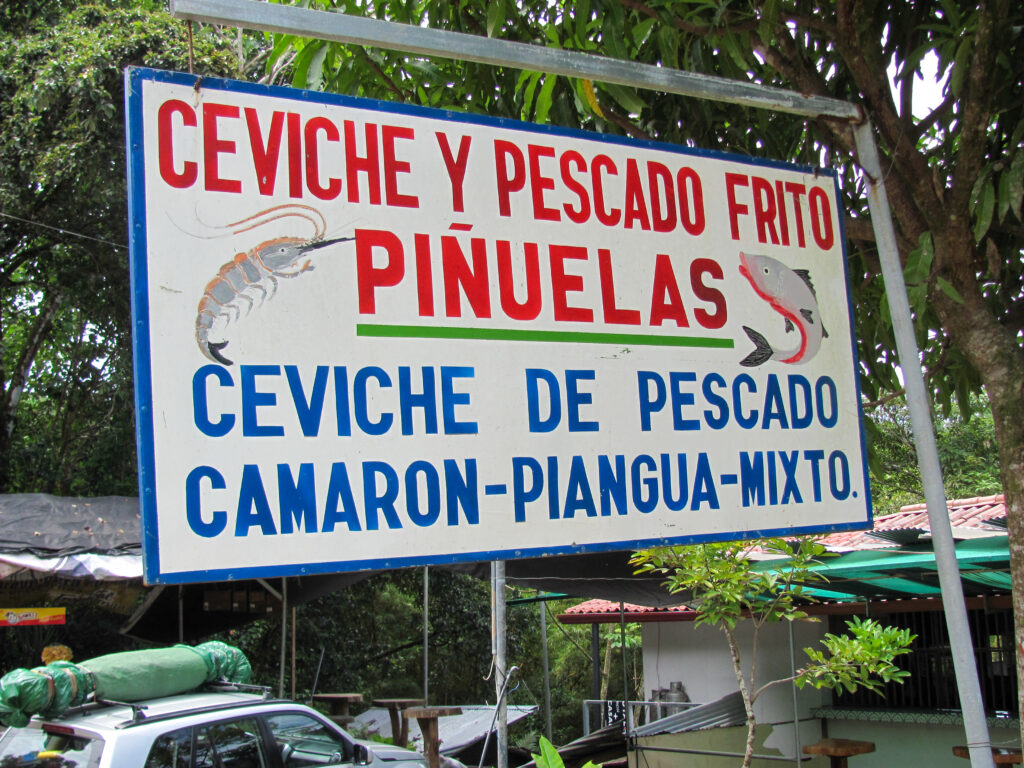 CEVICHE Y PESCADO FRITO
PIÑUELAS
CEVICHE DE PESCADO
CAMARON-PIANGUA-MIXTO.